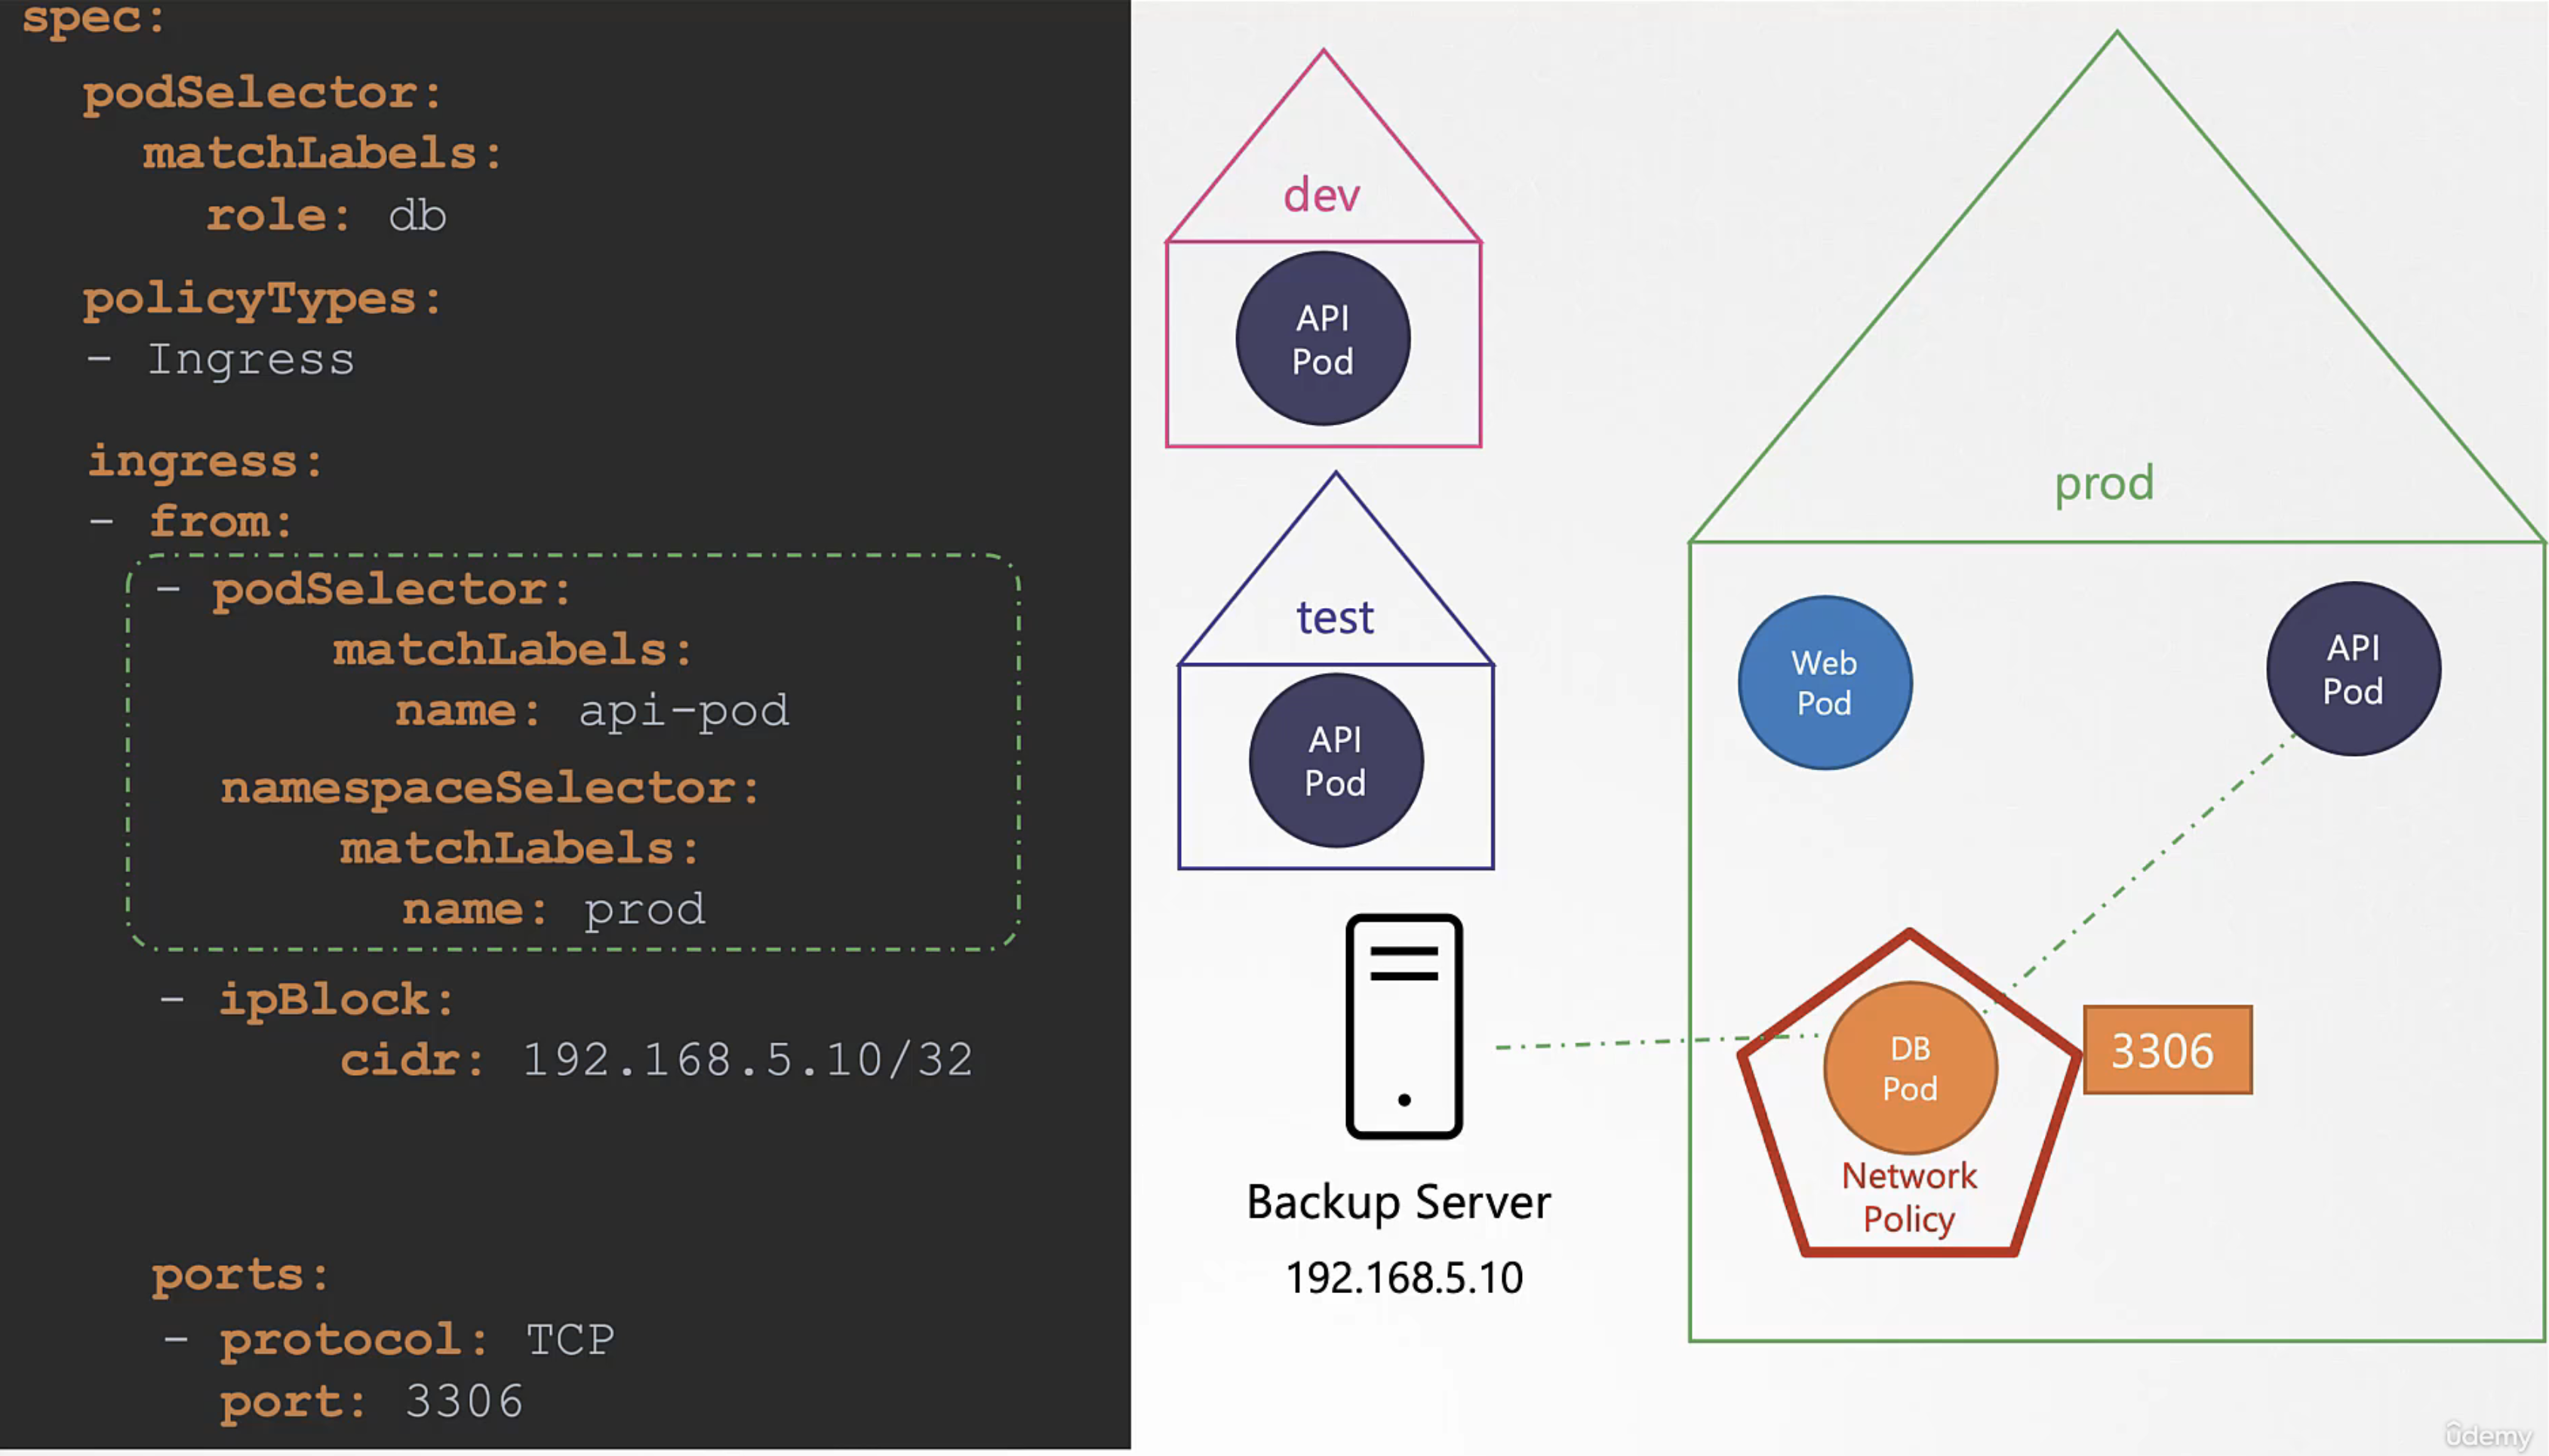 spec:
podSelector:
matchLabels:
role: db
policyTypes:
- Ingress
ingress:
- from:
- podSelector:
matchLabels:
name: api-pod
namespaceSelector:
matchLabels:
name: prod
- ipBlock:
cidr: 192.168.5.10/32
ports:
- protocol: TCP
port: 3306
dev
API
Pod
test
API
Pod
Backup Server
192.168.5.10
prod
Web
Pod
API
Pod
DB
Pod
Network
Policy
3306
ûdemy